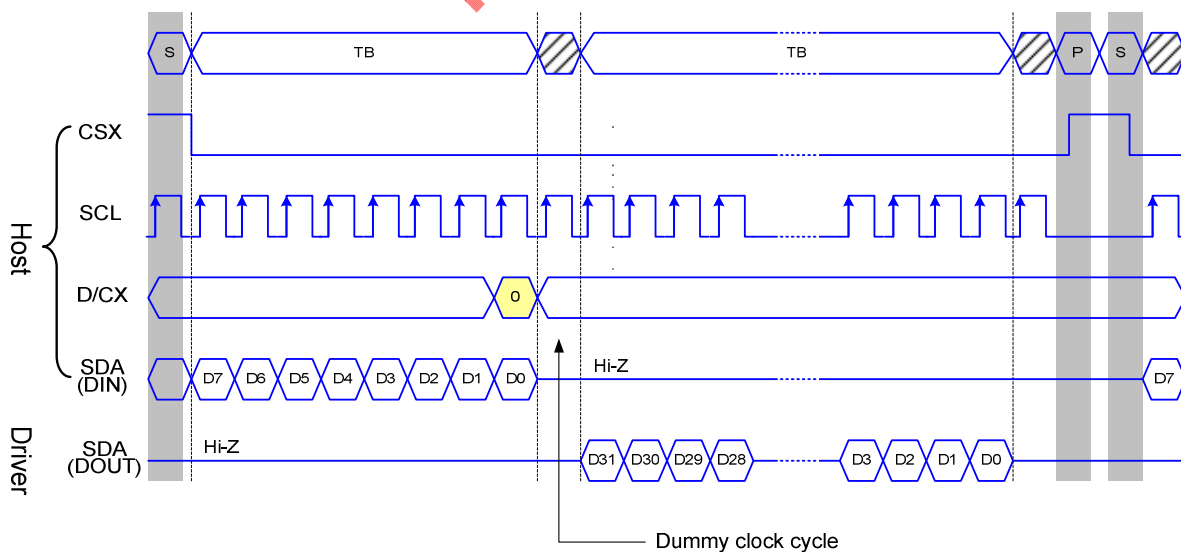 S TB TB P S
CSX
SCL
D/CX 0
Host
SDA
(DIN) D7 D6 D5 D4 D3 D2 D1 D0 Hi-Z D7
Driver
SDA
(DOUT) Hi-Z D31 D30 D29 D28 D3 D2 D1 D0
Dummy clock cycle